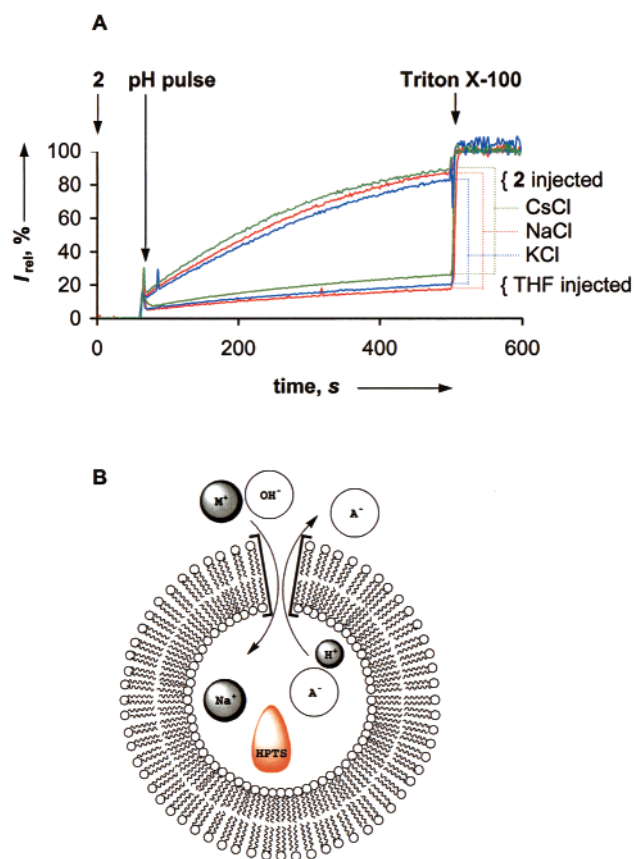 A
2 pH pulse Triton X-100
I rel, %
100
80
60
40
20
0
{ 2 injected
CsCl
NaCl
KCl
{ THF injected
0 200 400 600
time, s
B
M+ OH- A-
H+
Na+ A-
HPTS